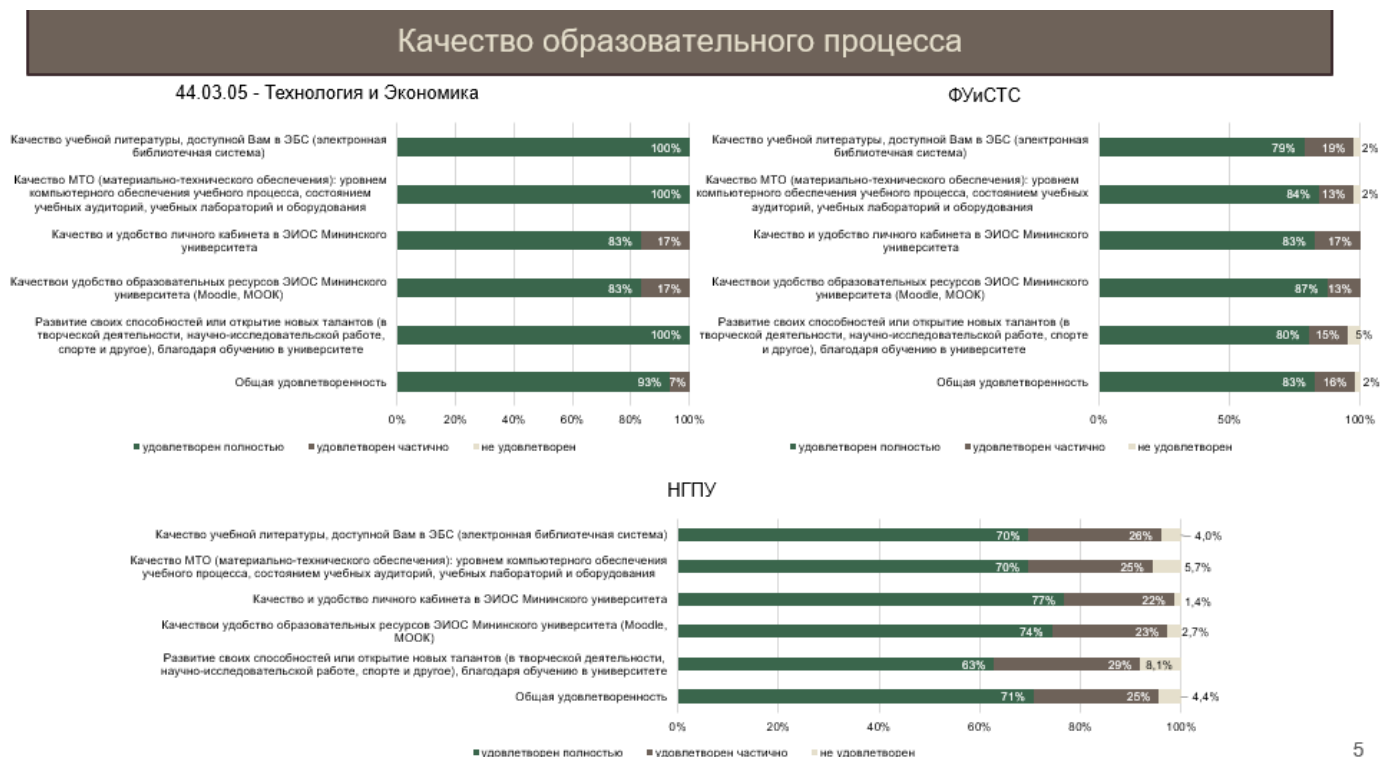 Качество образовательного процесса
44.03.05 - Технология и Экономика
Качество учебной литературы, доступной Вам в ЭБС (электронная
библиотечная система)
100%
Качество МТО (материально-технического обеспечения): уровнем
компьютерного обеспечения учебного процесса, состоянием
учебных аудиторий, учебных лабораторий и оборудования
100%
Качество и удобство личного кабинета в ЭИОС Мининского
университета
83% 17%
Качествои удобство образовательных ресурсов ЭИОС Мининского
университета (Moodle, МООК)
83% 17%
Развитие своих способностей или открытие новых талантов (в
творческой деятельности, научно-исследовательской работе,
спорте и другое), благодаря обучению в университете
100%
Общая удовлетворенность
93% 7%
0% 20% 40% 60% 80% 100%
удовлетворен полностью удовлетворен частично не удовлетворен
ФУиСТС
Качество учебной литературы, доступной Вам в ЭБС (электронная
библиотечная система)
79% 19% 2%
Качество МТО (материально-технического обеспечения): уровнем
компьютерного обеспечения учебного процесса, состоянием учебных
аудиторий, учебных лабораторий и оборудования
84% 13% 2%
Качество и удобство личного кабинета в ЭИОС Мининского
университета
83% 17%
Качествои удобство образовательных ресурсов ЭИОС Мининского
университета (Moodle, МООК)
87% 13%
Развитие своих способностей или открытие новых талантов (в
творческой деятельности, научно-исследовательской работе, спорте
и другое), благодаря обучению в университете
80% 15% 5%
Общая удовлетворенность
83% 16% 2%
0% 50% 100%
удовлетворен полностью удовлетворен частично не удовлетворен
НГПУ
Качество учебной литературы, доступной Вам в ЭБС (электронная библиотечная система)
70% 26% 4,0%
Качество МТО (материально-технического обеспечения): уровнем компьютерного обеспечения
учебного процесса, состоянием учебных аудиторий, учебных лабораторий и оборудования
70% 25% 5,7%
Качество и удобство личного кабинета в ЭИОС Мининского университета
77% 22% 1,4%
Качествои удобство образовательных ресурсов ЭИОС Мининского университета (Moodle,
МООК)
74% 23% 2,7%
Развитие своих способностей или открытие новых талантов (в творческой деятельности,
научно-исследовательской работе, спорте и другое), благодаря обучению в университете
63% 29% 8,1%
Общая удовлетворенность
71% 25% 4,4%
0% 20% 40% 60% 80% 100%
удовлетворен полностью удовлетворен частично не удовлетворен
5